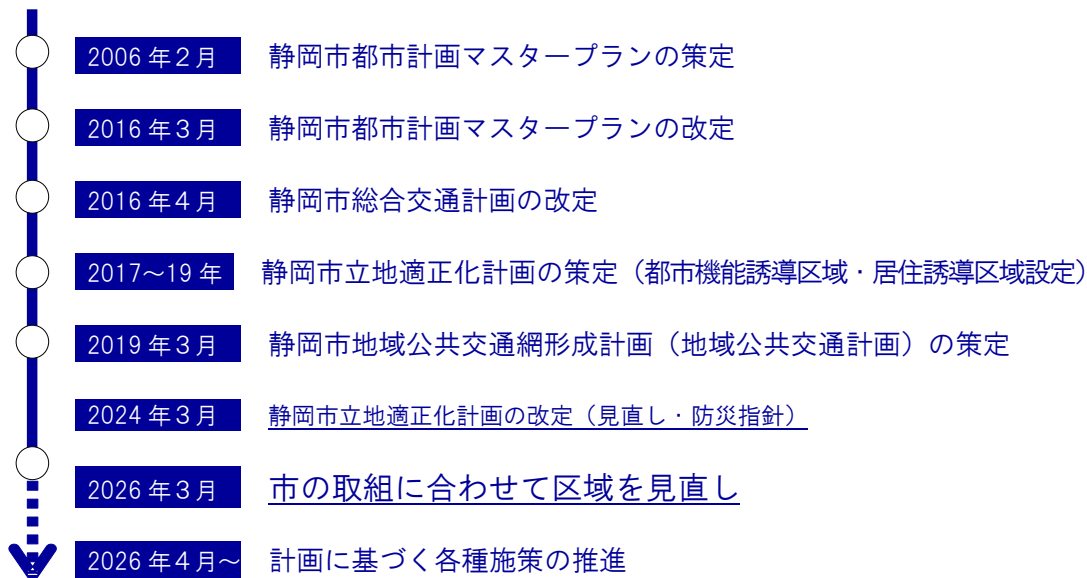 2006年２月 静岡市都市計画マスタープランの策定
2016年３月 静岡市都市計画マスタープランの改定
2016年４月 静岡市総合交通計画の改定
2017～19年 静岡市立地適正化計画の策定（都市機能誘導区域・居住誘導区域設定）
2019年３月 静岡市地域公共交通網形成計画（地域公共交通計画）の策定
2024年３月 静岡市立地適正化計画の改定（見直し・防災指針）
2026年３月 市の取組に合わせて区域を見直し
2026年４月～ 計画に基づく各種施策の推進